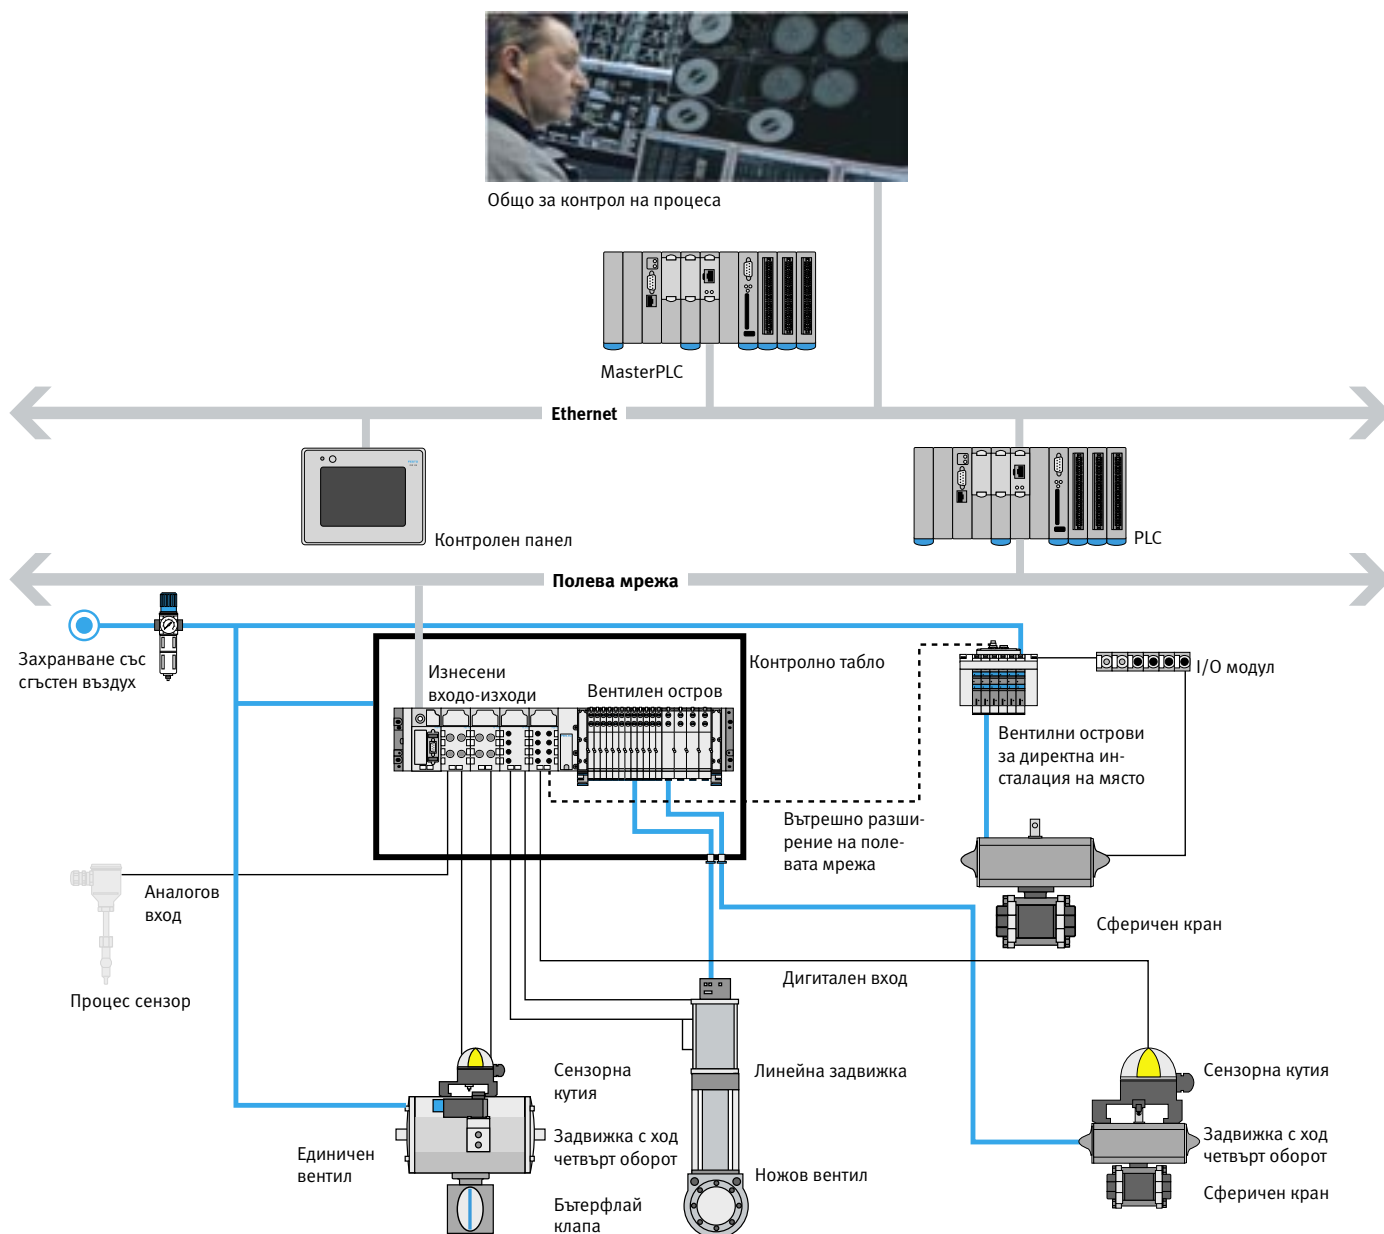 Общо за контрол на процеса
MasterPLC
Ethernet
Контролен панел
PLC
Полева мрежа
Захранване със
сгъстен въздух
Изнесени
входо-изходи
Вентилен остров
Контролно табло
I/O модул
Вентилни острови
за директна ин-
сталация на място
Вътрешно разши-
рение на поле-
вата мрежа
Аналогов
вход
Процес сензор
Сферичен кран
Дигитален вход
Сензорна
кутия
Линейна задвижка
Сензорна кутия
Единичен
вентил
Задвижка с ход
четвърт оборот
Ножов вентил
Задвижка с ход
четвърт оборот
Бътерфлай
клапа
Сферичен кран